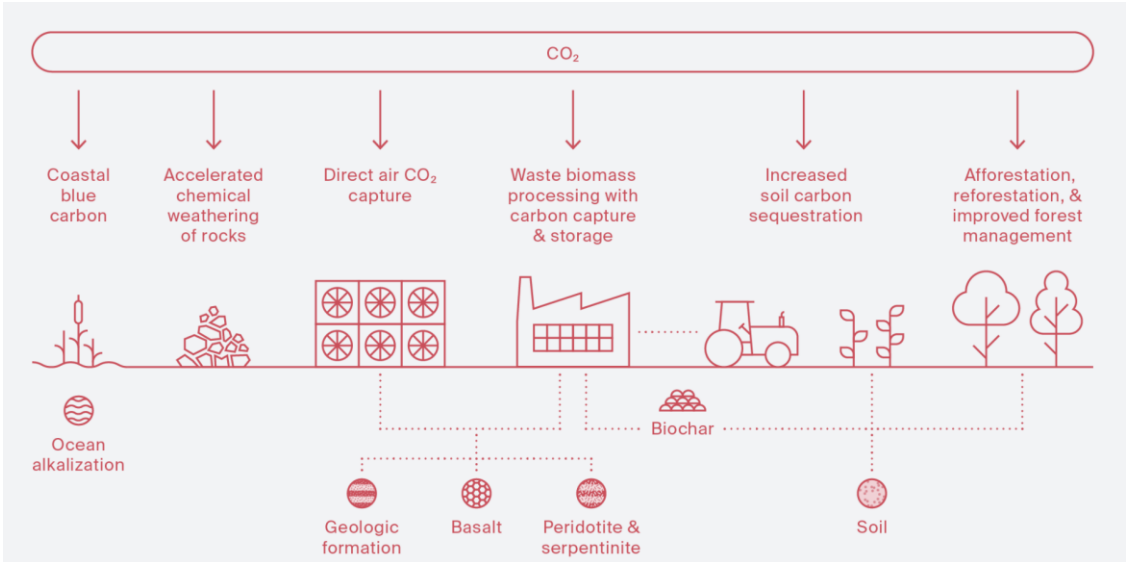 CO₂
Coastal
blue
carbon
Accelerated
chemical
weathering
of rocks
Direct air CO₂
capture
Waste biomass
processing with
carbon capture
& storage
Increased
soil carbon
sequestration
Afforestation,
reforestation, &
improved forest
management
Ocean
alkalization
Biochar
Geologic
formation
Basalt
Peridotite &
serpentinite
Soil